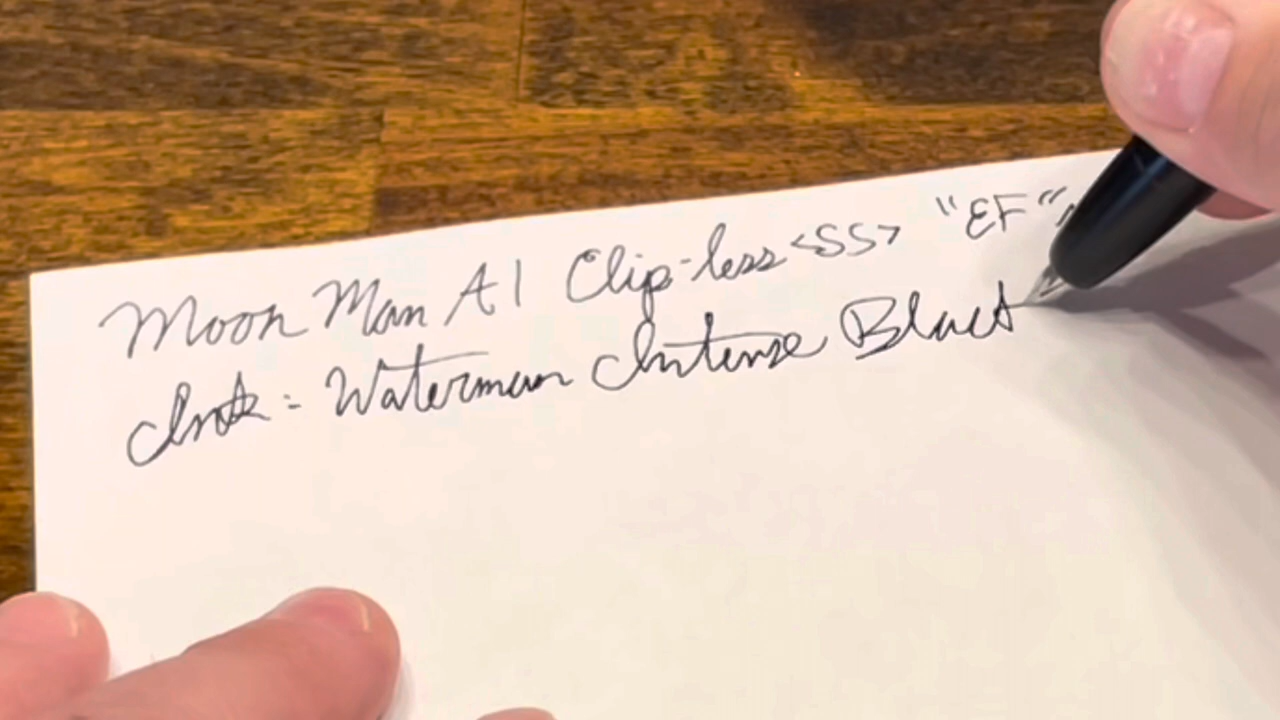 Moon Man A1 Clip-less <SS> "EF"
Ink: Waterman Intense Black